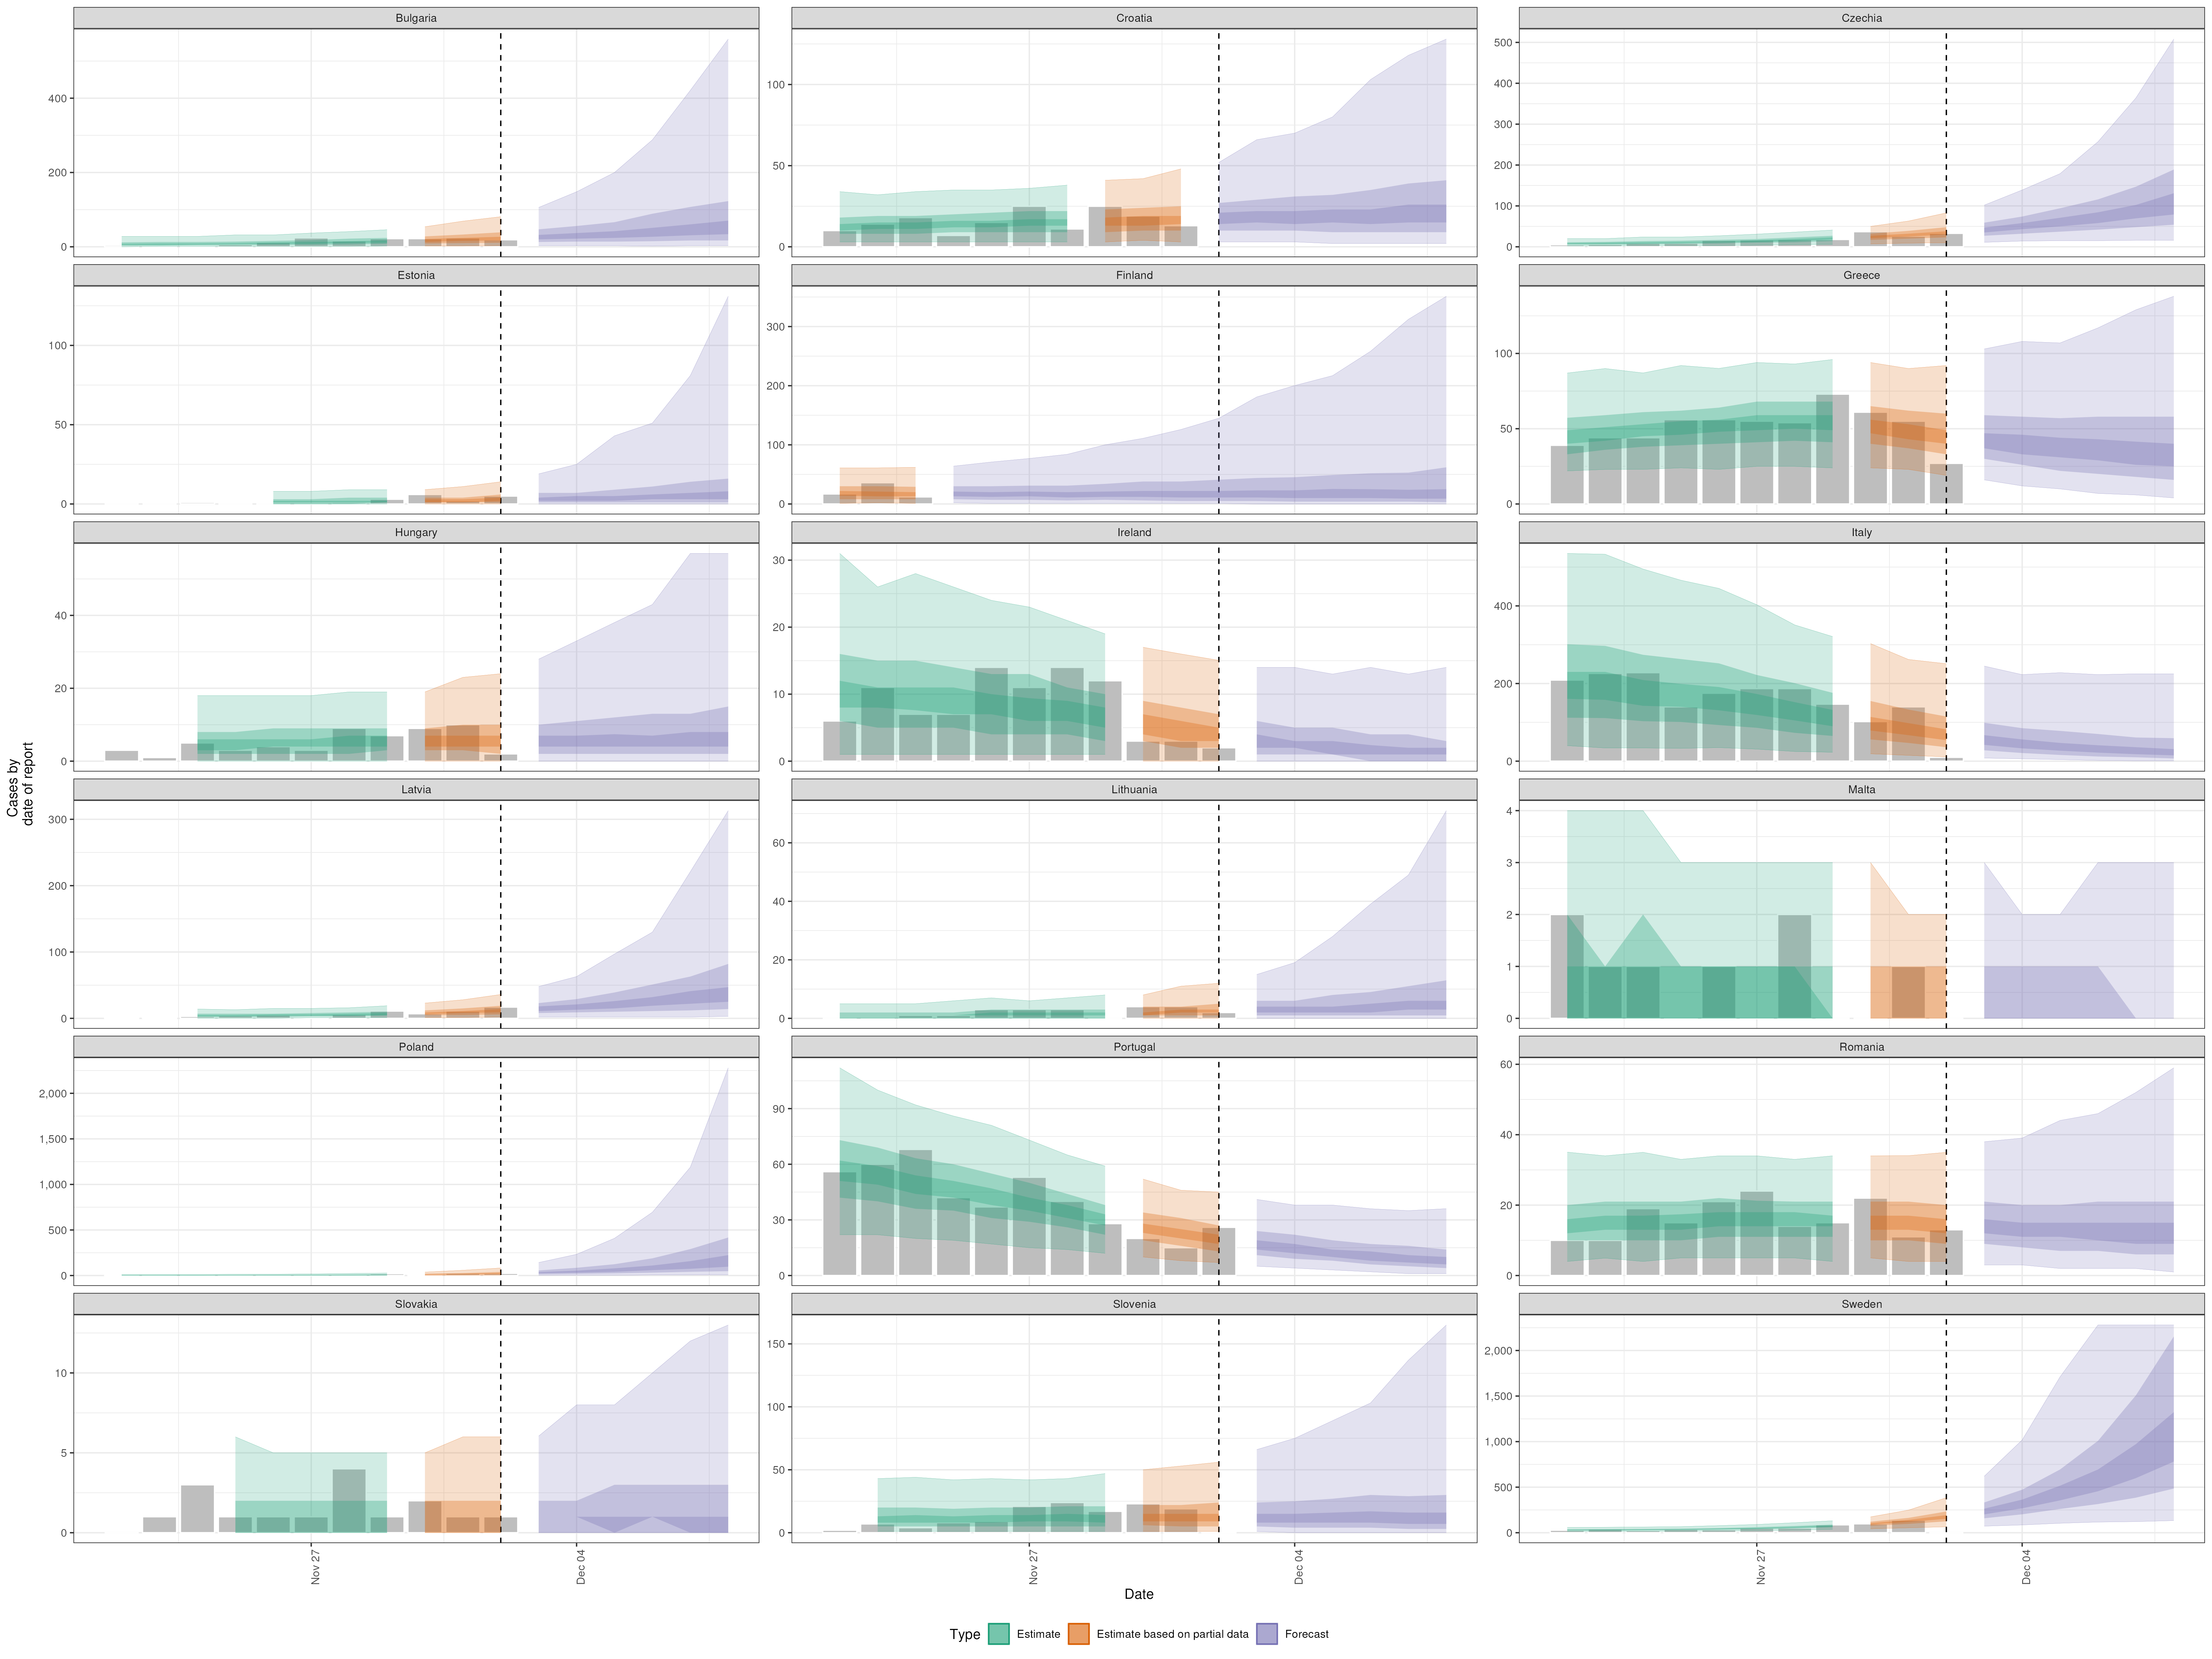 Bulgaria
Croatia
Czechia
400
200
0
100
50
0
500
400
300
200
100
0
Estonia
Finland
Greece
100
50
0
300
200
100
0
100
50
0
Hungary
Ireland
Italy
40
20
0
30
20
10
0
400
200
0
Cases by
date of report
Latvia
Lithuania
Malta
300
200
100
0
60
40
20
0
4
3
2
1
0
Poland
Portugal
Romania
2,000
1,500
1,000
500
0
90
60
30
0
60
40
20
0
Slovakia
Slovenia
Sweden
10
5
0
150
100
50
0
2,000
1,500
1,000
500
0
Nov 27
Dec 04
Nov 27
Dec 04
Nov 27
Dec 04
Date
Type
Estimate
Estimate based on partial data
Forecast